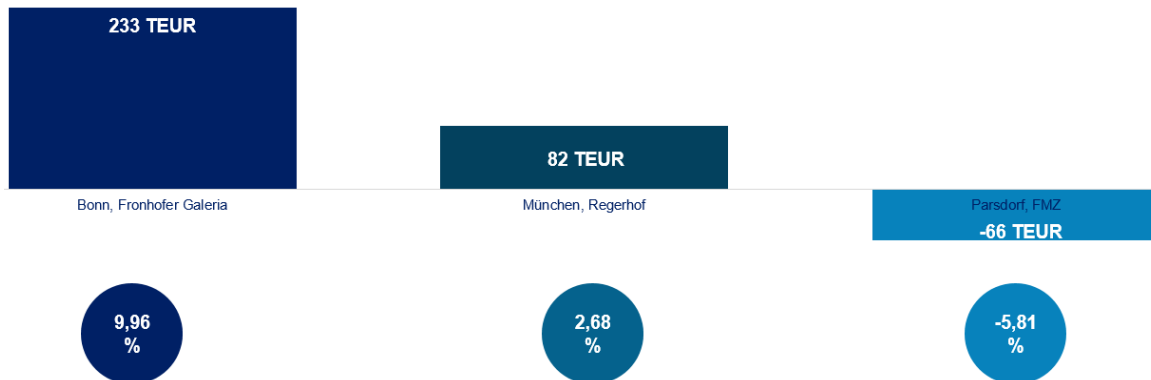 233 TEUR
82 TEUR
Bonn, Fronhofer Galeria
München, Regerhof
Parsdorf, FMZ
-66 TEUR
9,96
%
2,68
%
-5,81
%